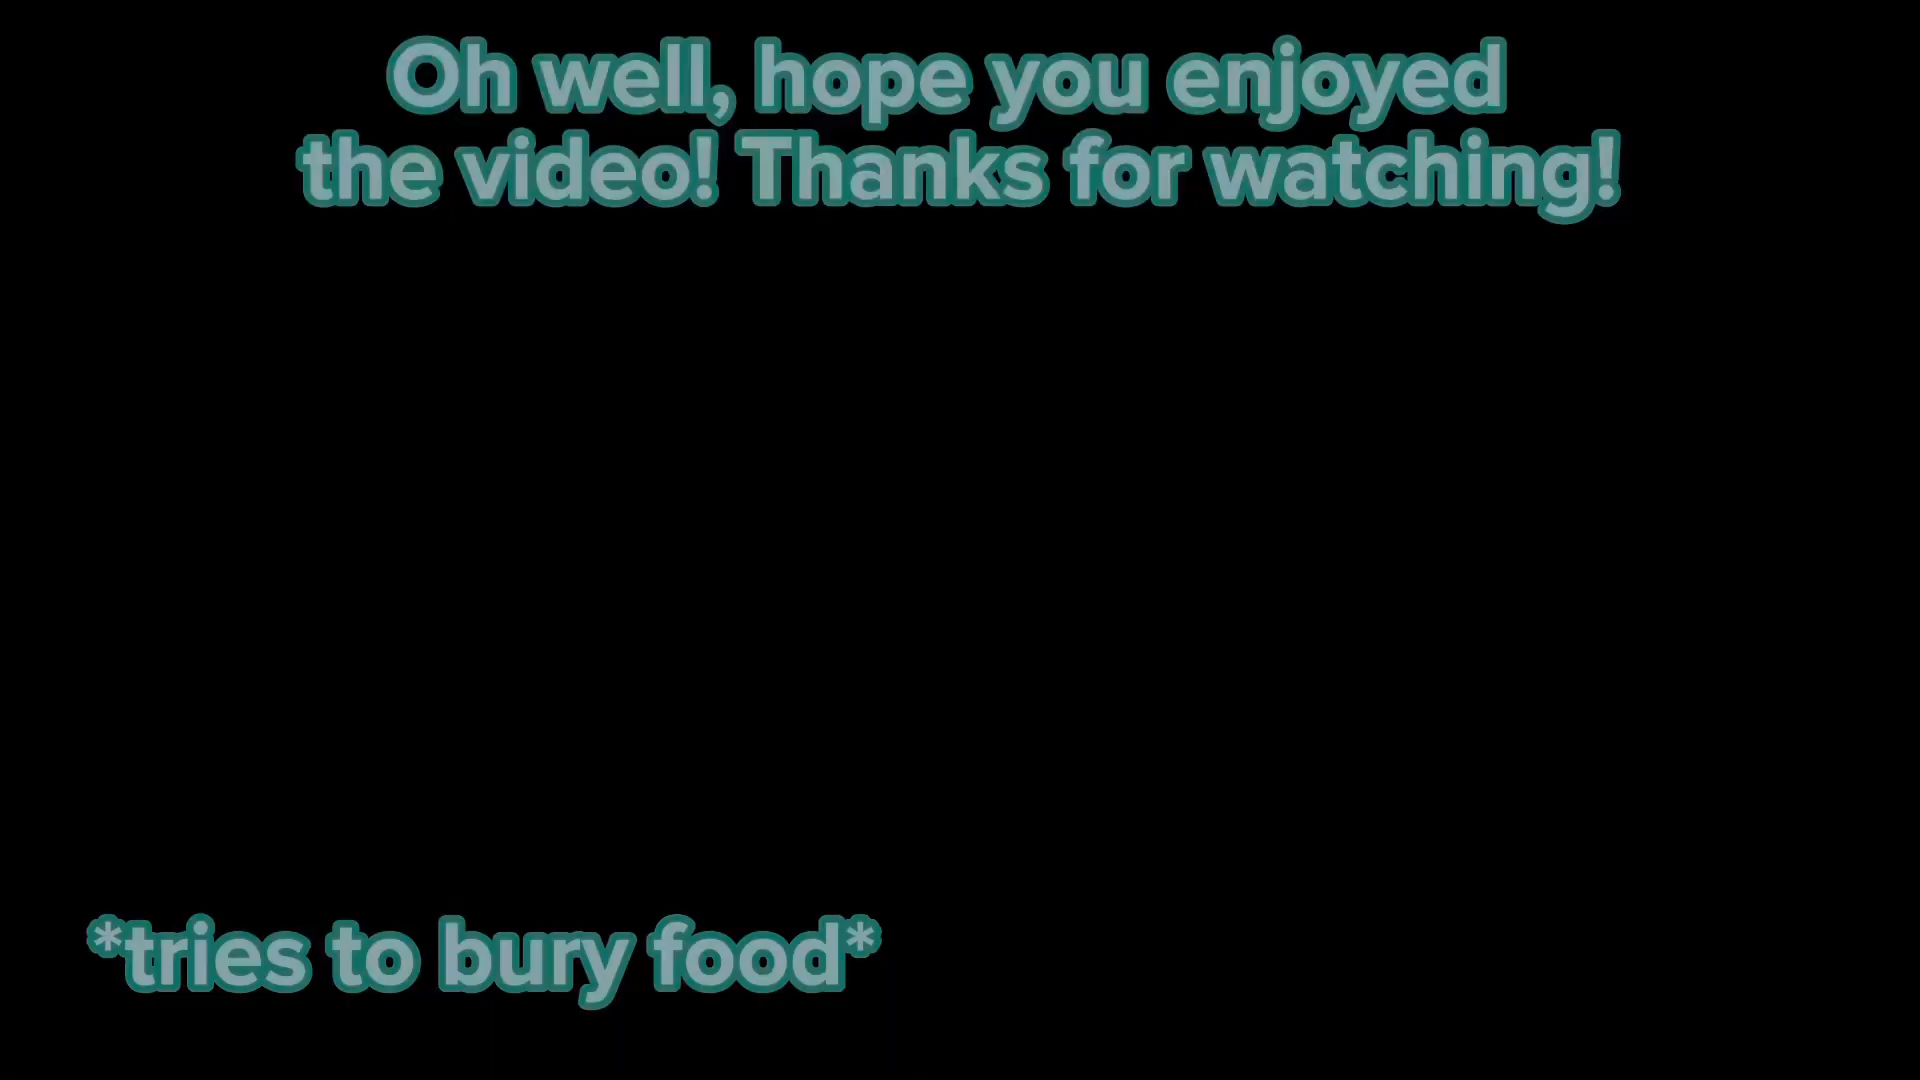 Oh well, hope you enjoyed
the video! Thanks for watching!
*tries to bury food*